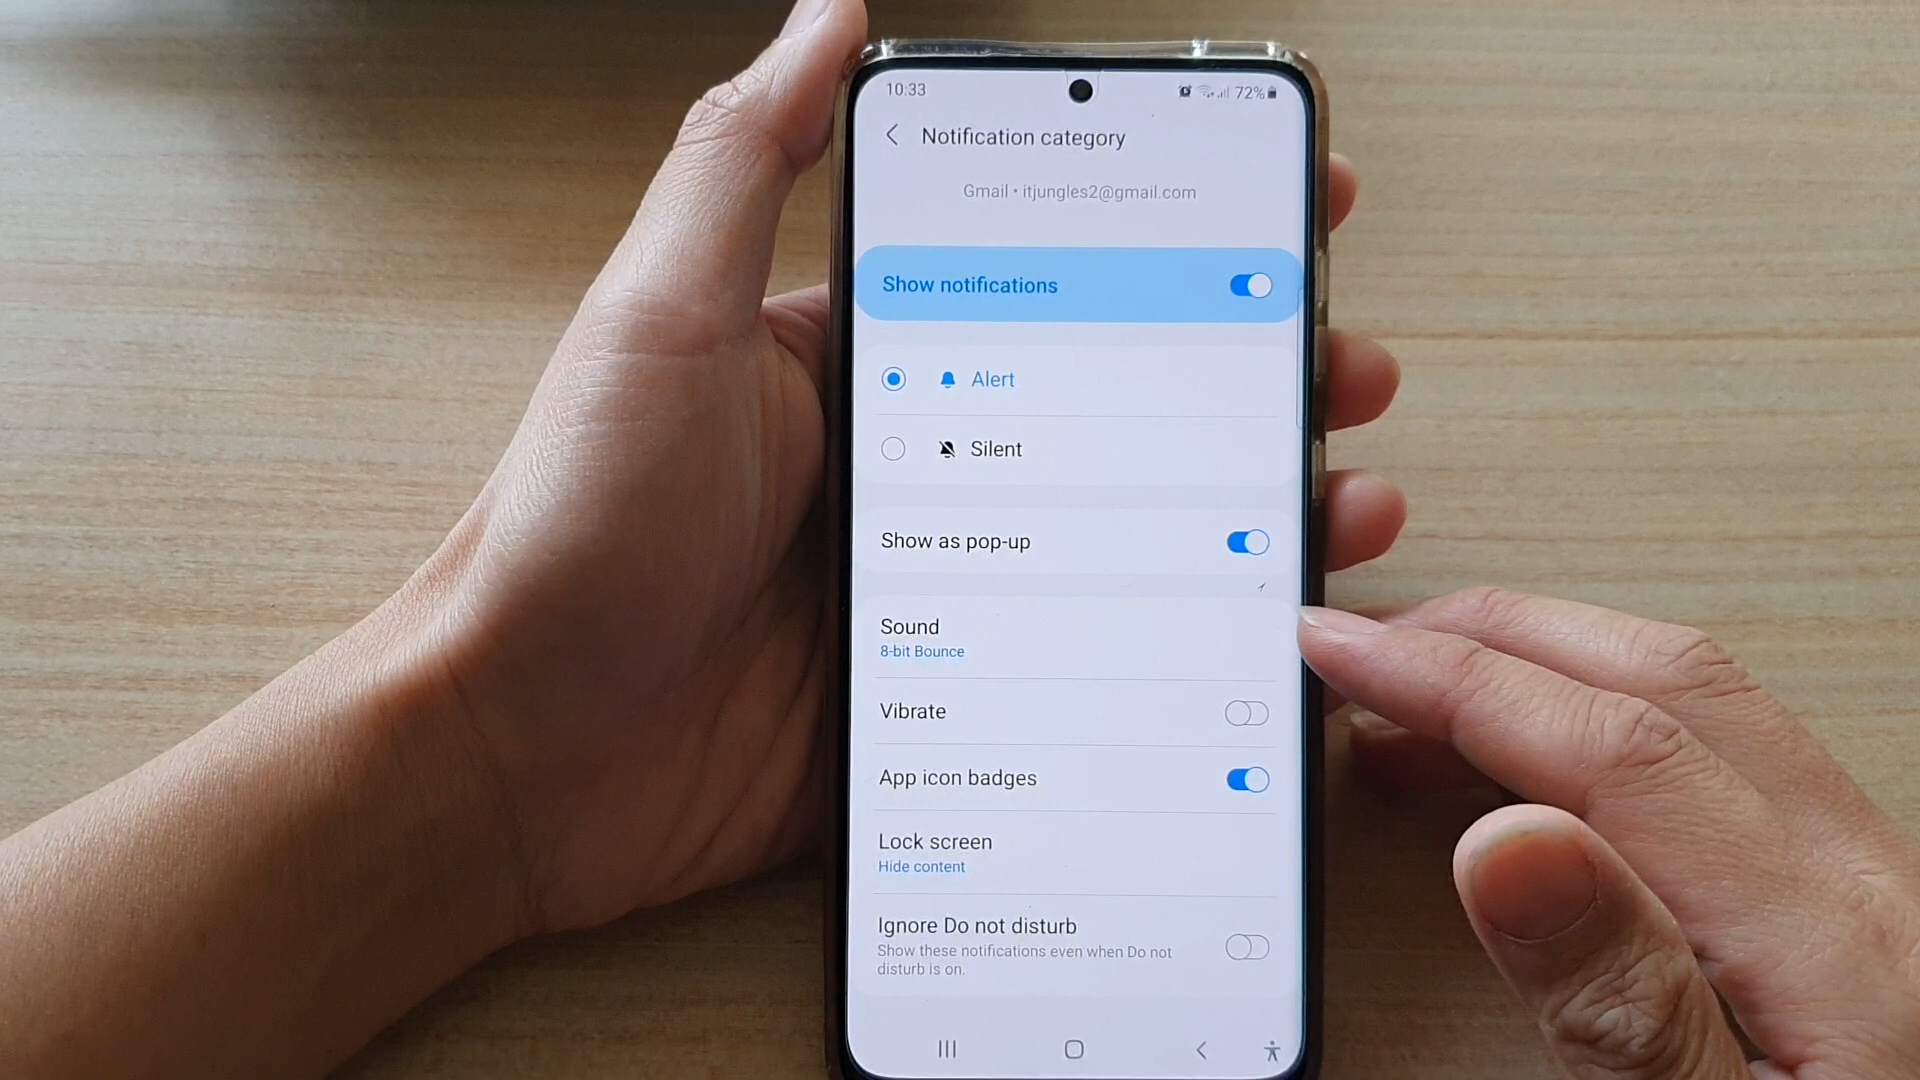 10:33
72%
Notification category
Gmail • itjungles2@gmail.com
Show notifications
Alert
Silent
Show as pop-up
Sound
8-bit Bounce
Vibrate
App icon badges
Lock screen
Hide content
Ignore Do not disturb
Show these notifications even when Do not
disturb is on.